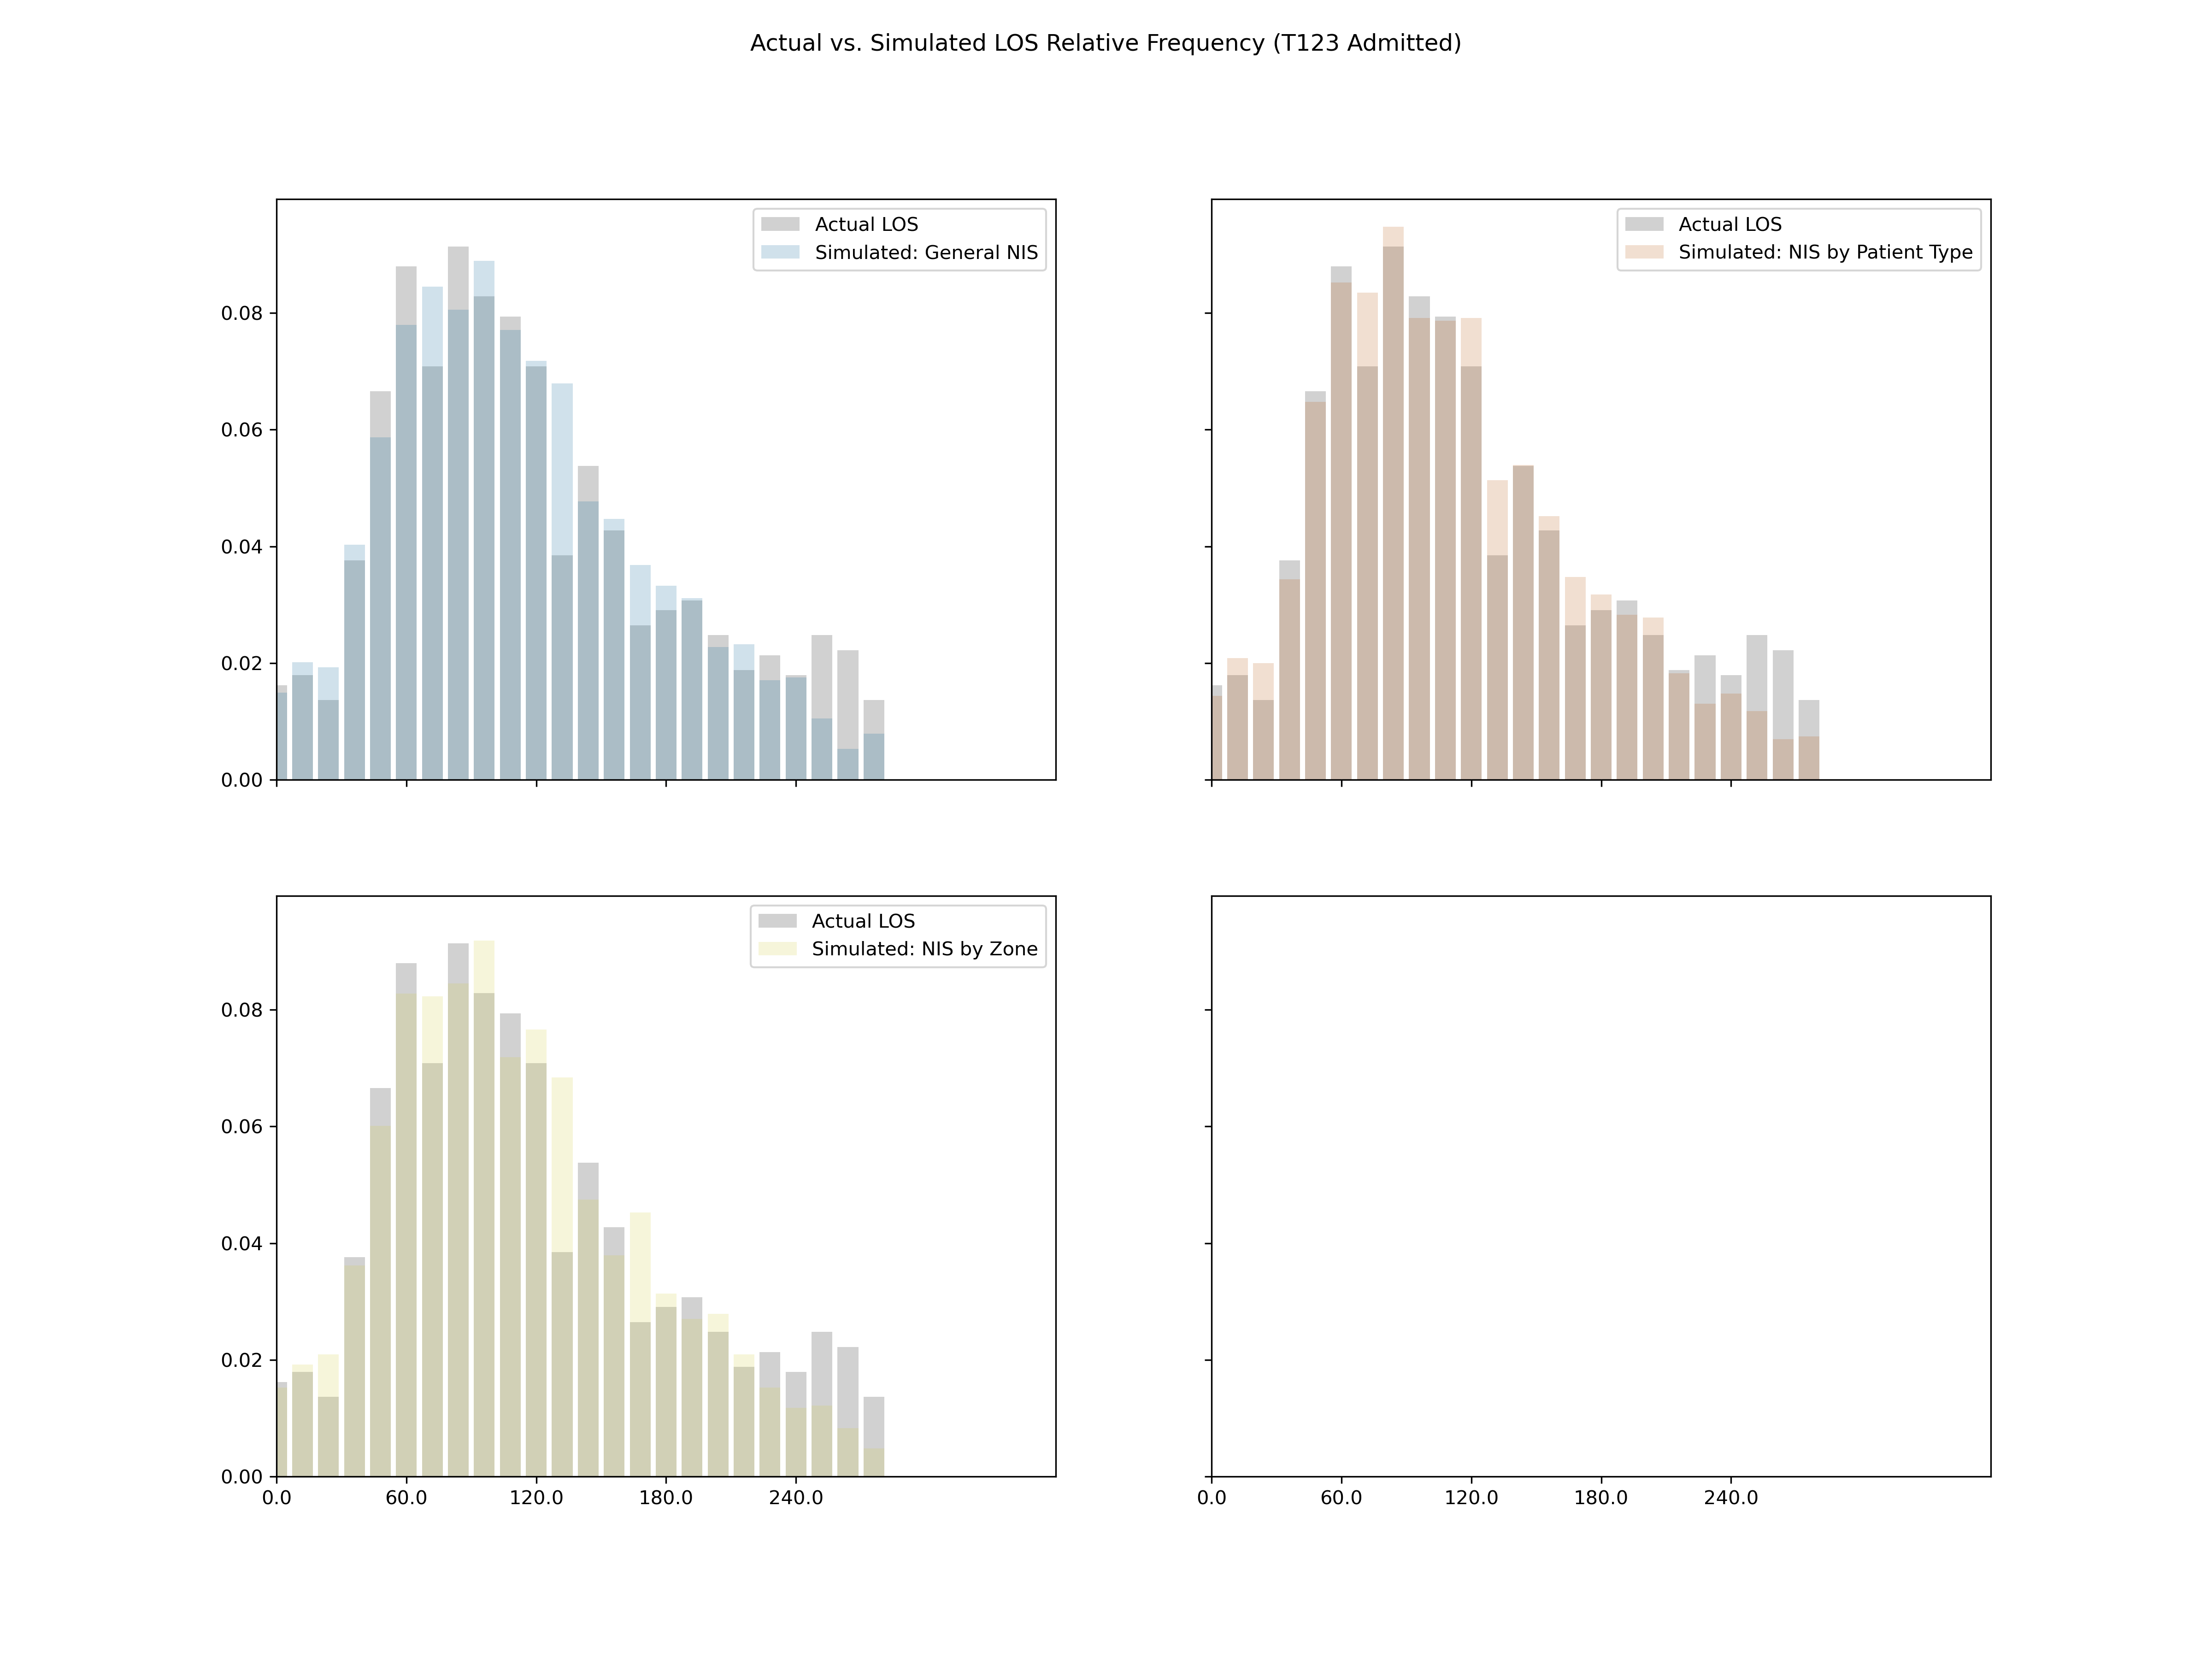 Actual vs. Simulated LOS Relative Frequency (T123 Admitted)
Actual LOS
Simulated: General NIS
0.08
0.06
0.04
0.02
0.00
Actual LOS
Simulated: NIS by Patient Type
Actual LOS
Simulated: NIS by Zone
0.08
0.06
0.04
0.02
0.00
0.0 60.0 120.0 180.0 240.0
0.0 60.0 120.0 180.0 240.0